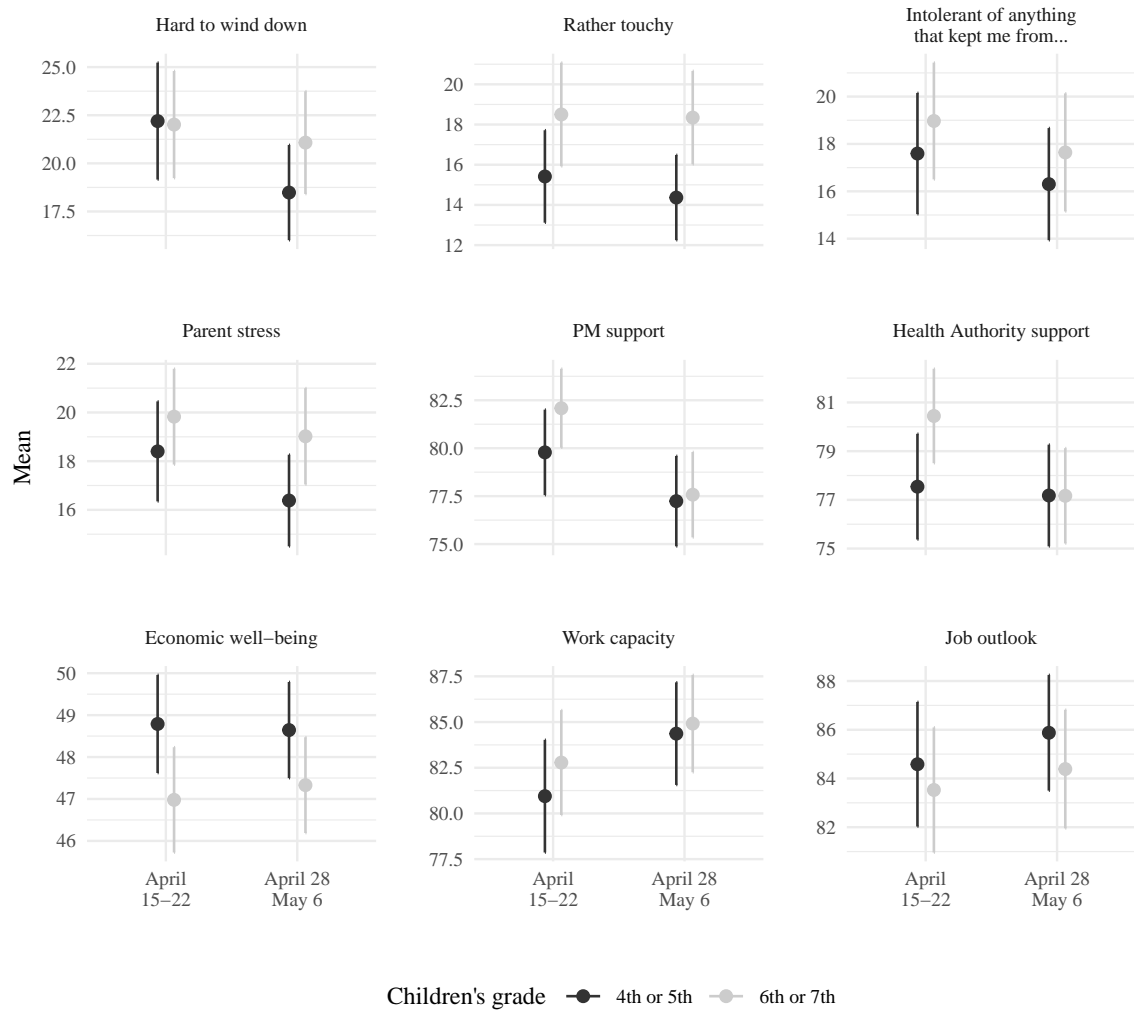 Hard to wind down
Rather touchy
Intolerant of anything
that kept me from...
25.0
22.5
20.0
17.5
20
18
16
14
12
20
18
16
14
Parent stress
PM support
Health Authority support
22
20
18
16
82.5
80.0
77.5
75.0
81
79
77
75
Mean
Economic well−being
Work capacity
Job outlook
50
49
48
47
46
87.5
85.0
82.5
80.0
77.5
88
86
84
82
April
15−22
April 28
May 6
April
15−22
April 28
May 6
April
15−22
April 28
May 6
Children's grade
4th or 5th
6th or 7th